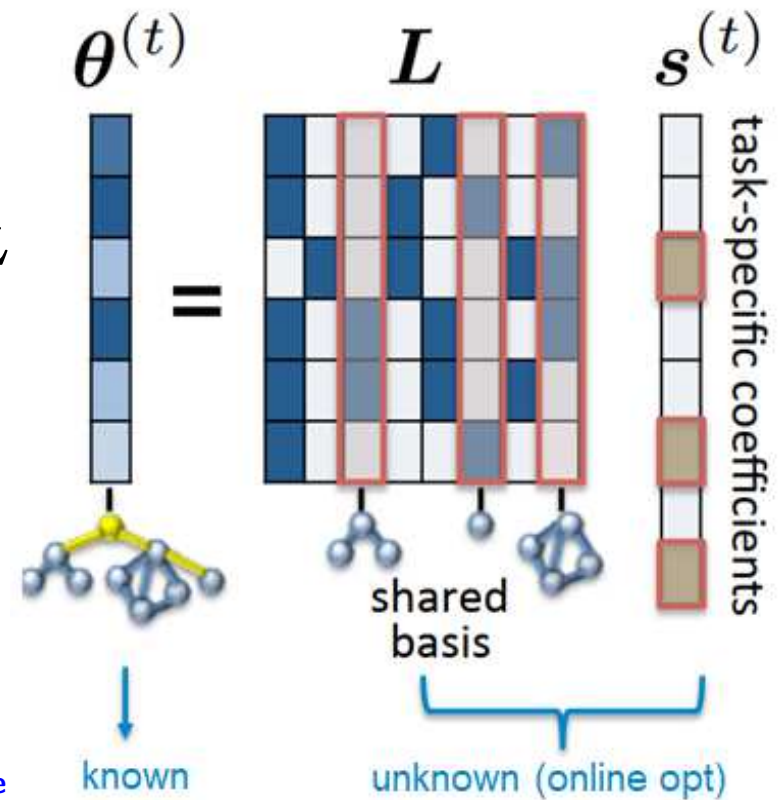 θ^(t) L s^(t)
=
task-specific coefficients
shared
basis
known
unknown (online opt)